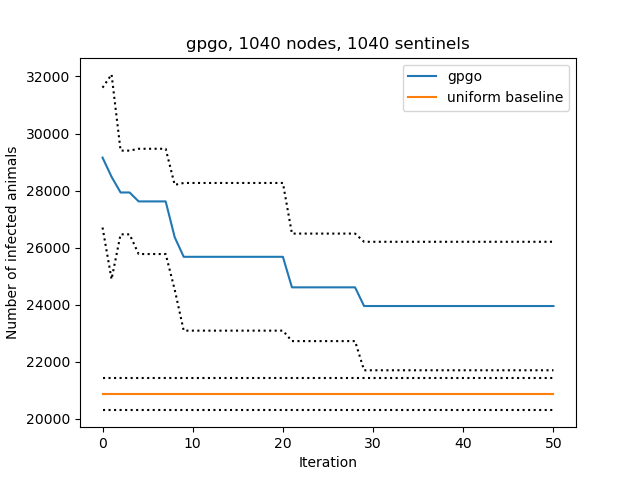 gpgo, 1040 nodes, 1040 sentinels
gpgo
uniform baseline
Number of infected animals
32000
30000
28000
26000
24000
22000
20000
0 10 20 30 40 50
Iteration